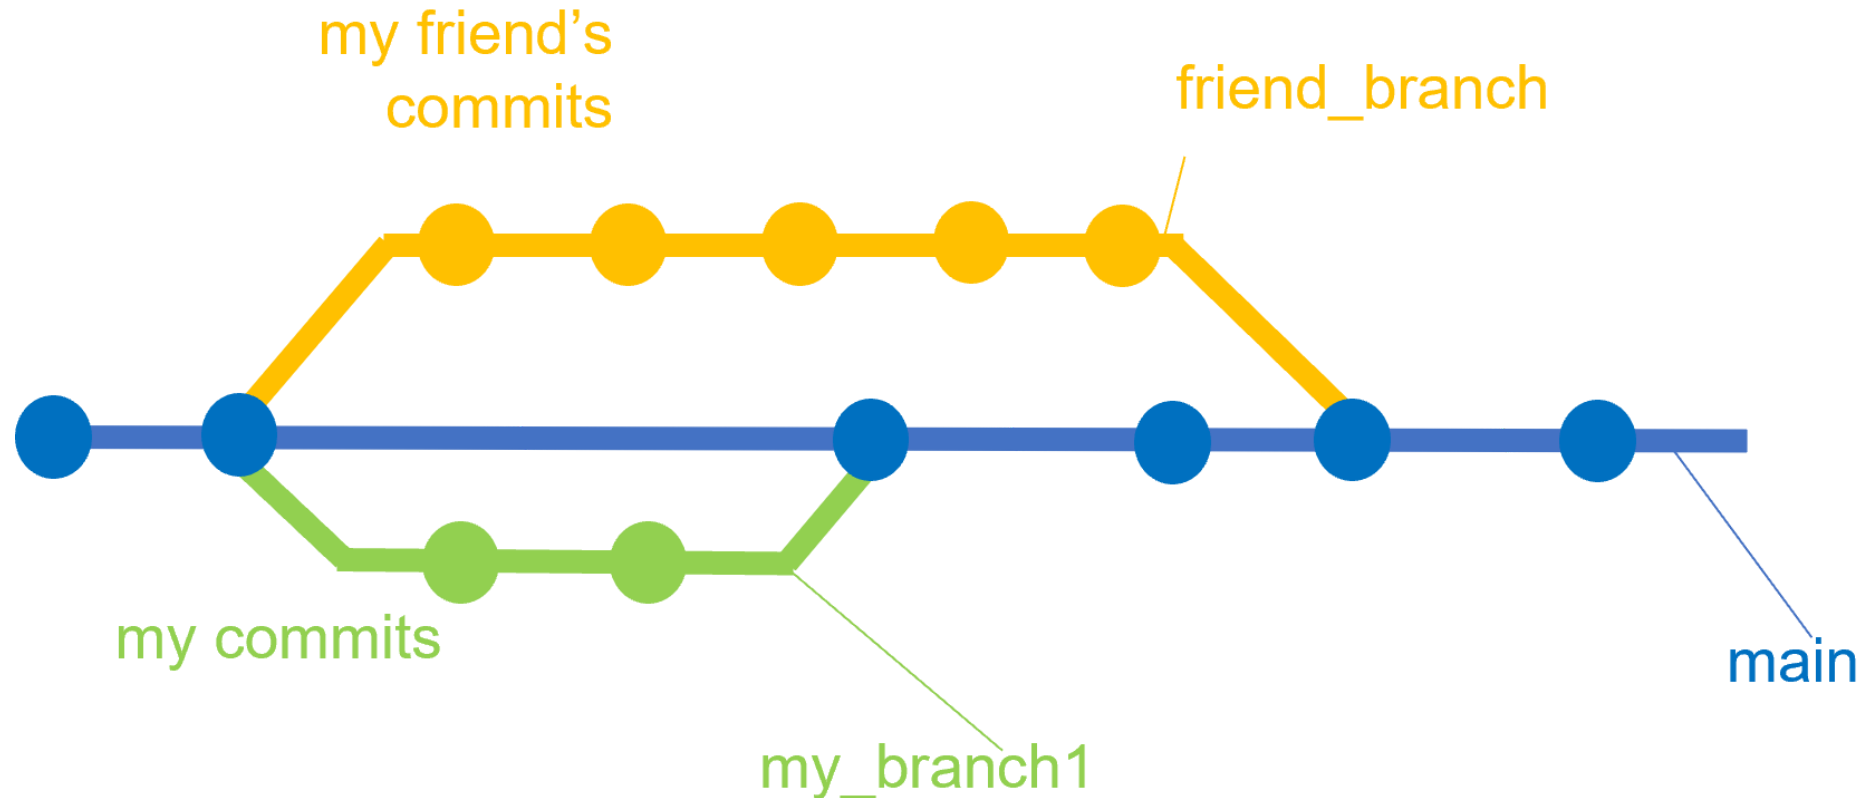 my friend’s
commits
friend_branch
my commits
main
my_branch1